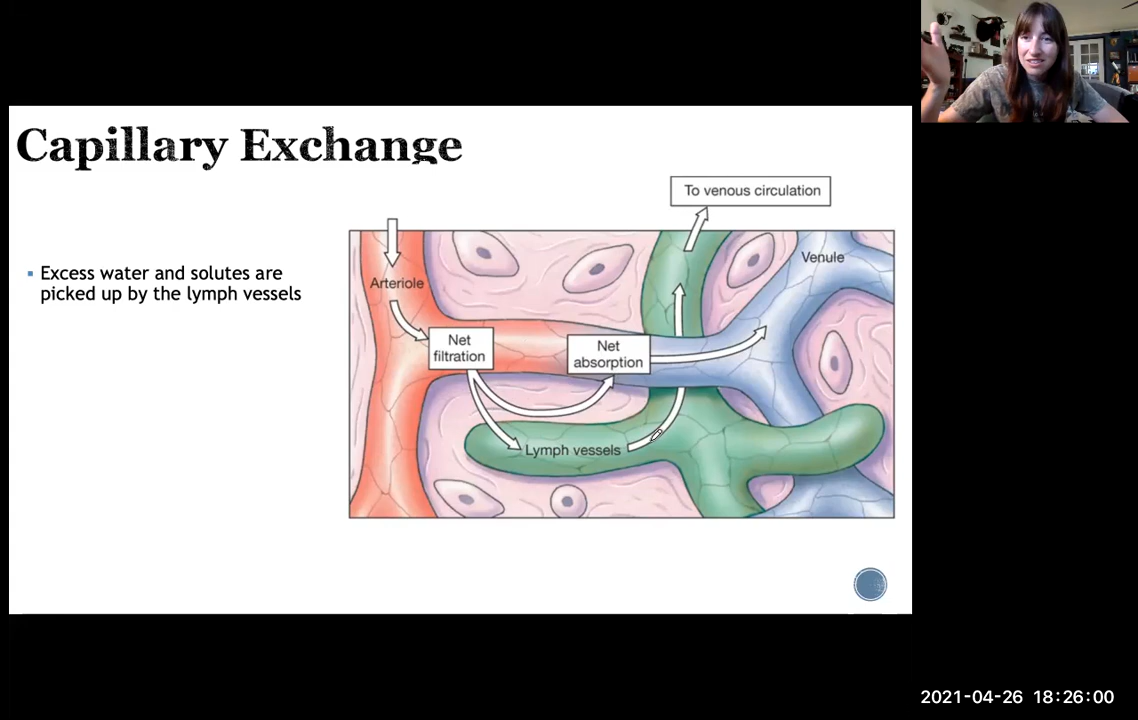 Capillary Exchange
To venous circulation
▪ Excess water and solutes are
picked up by the lymph vessels
Arteriole
Venule
Net
filtration
Net
absorption
Lymph vessels
2021-04-26 18:26:00